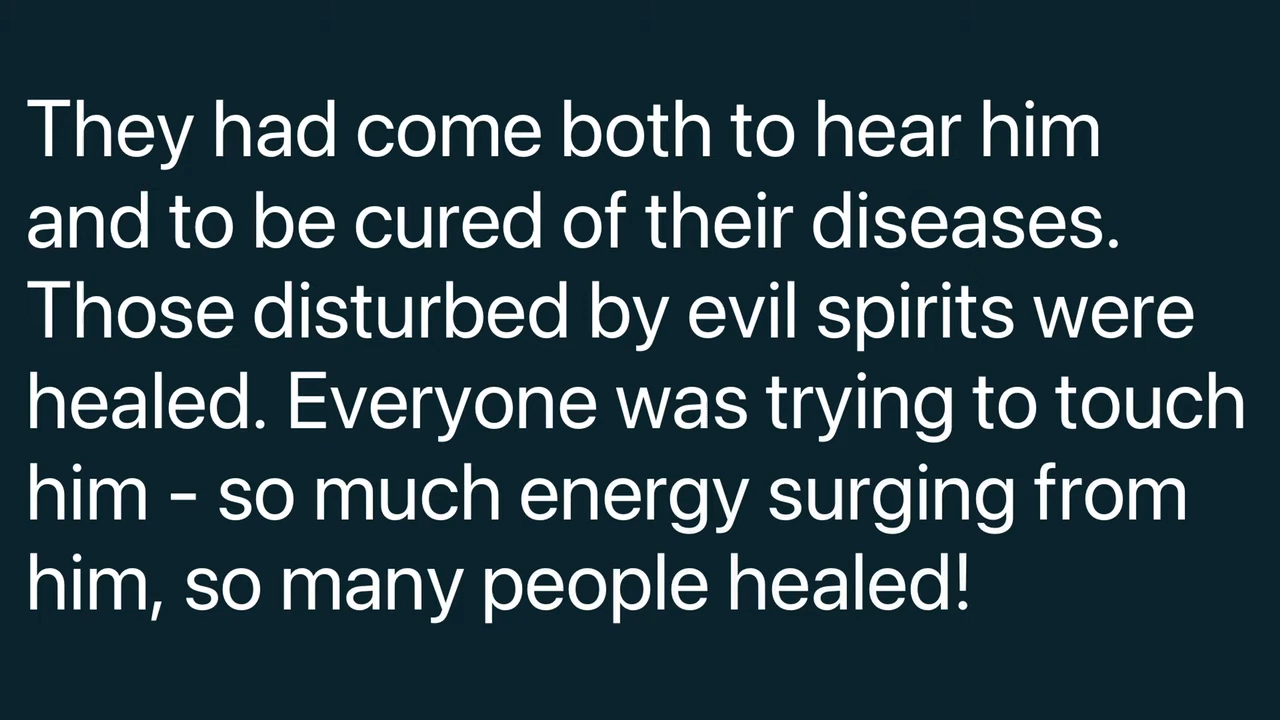 They had come both to hear him
and to be cured of their diseases.
Those disturbed by evil spirits were
healed. Everyone was trying to touch
him - so much energy surging from
him, so many people healed!